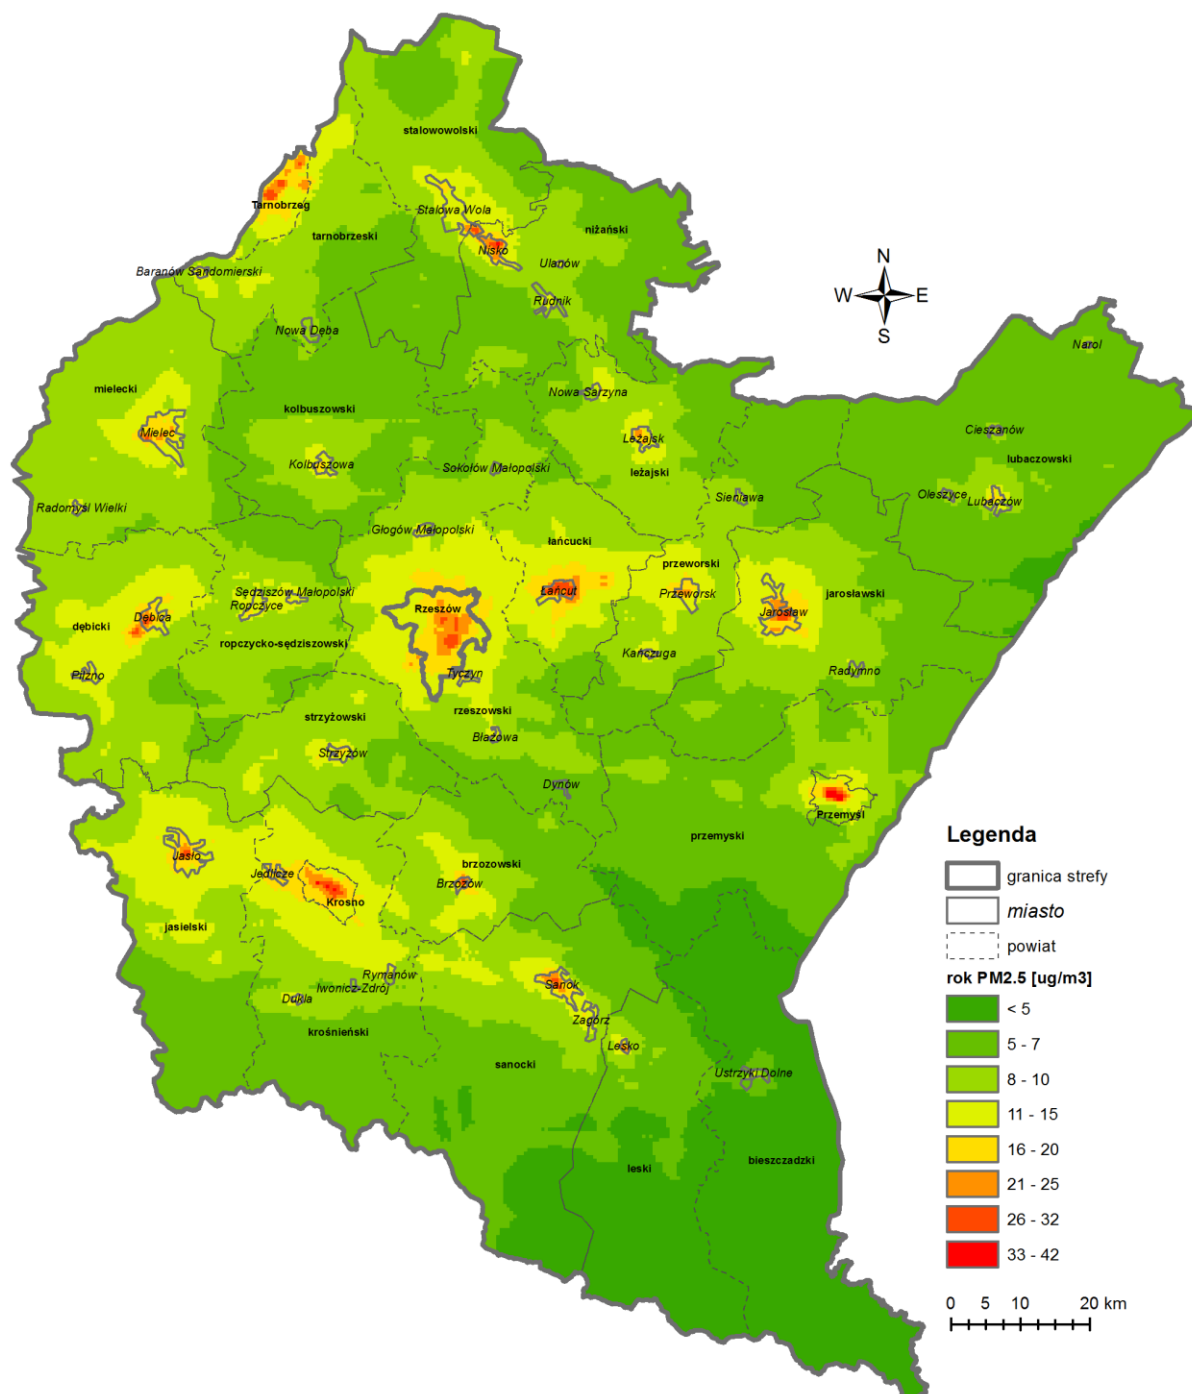 stalowowolski
Tarnobrzeg
Stalowa Wola
tarnobrzeski
niżański
Nisko
Ulanów
Baranów Sandomierski
Rudnik
N
W E
S
Nowa Dęba
Narol
mielecki
Nowa Sarzyna
kolbuszowski
Mielec
Leżajsk
Cieszanów
lubaczowski
Kolbuszowa
Sokołów Małopolski
leżajski
Sieniawa
Oleszyce
Lubaczów
Radomyśl Wielki
Głogów Małopolski
łańcucki
przeworski
Sędziszów Małopolski
Łańcut
Przeworsk
jarosławski
Ropczyce
Rzeszów
Jarosław
Dębica
dębicki
ropczycko-sędziszowski
Kańczuga
Pilzno
Tyczyn
Radymno
strzyżowski
rzeszowski
Błażowa
Strzyżów
Dynów
Przemyśl
przemyski
Jasło
brzozowski
Jedlicze
Brzozów
Krosno
jasielski
Rymanów
Iwonicz-Zdrój
Sanok
Dukla
Zagórz
krośnieński
Lesko
sanocki
Ustrzyki Dolne
leski
bieszczadzki
Legenda
granica strefy
miasto
powiat
rok PM2.5 [ug/m3]
< 5
5 - 7
8 - 10
11 - 15
16 - 20
21 - 25
26 - 32
33 - 42
0 5 10 20 km